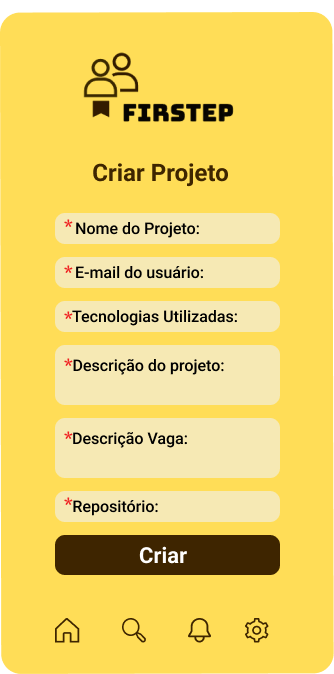 FIRSTEP
Criar Projeto
*Nome do Projeto:
*E-mail do usuário:
*Tecnologias Utilizadas:
*Descrição do projeto:
*Descrição Vaga:
*Repositório:
Criar